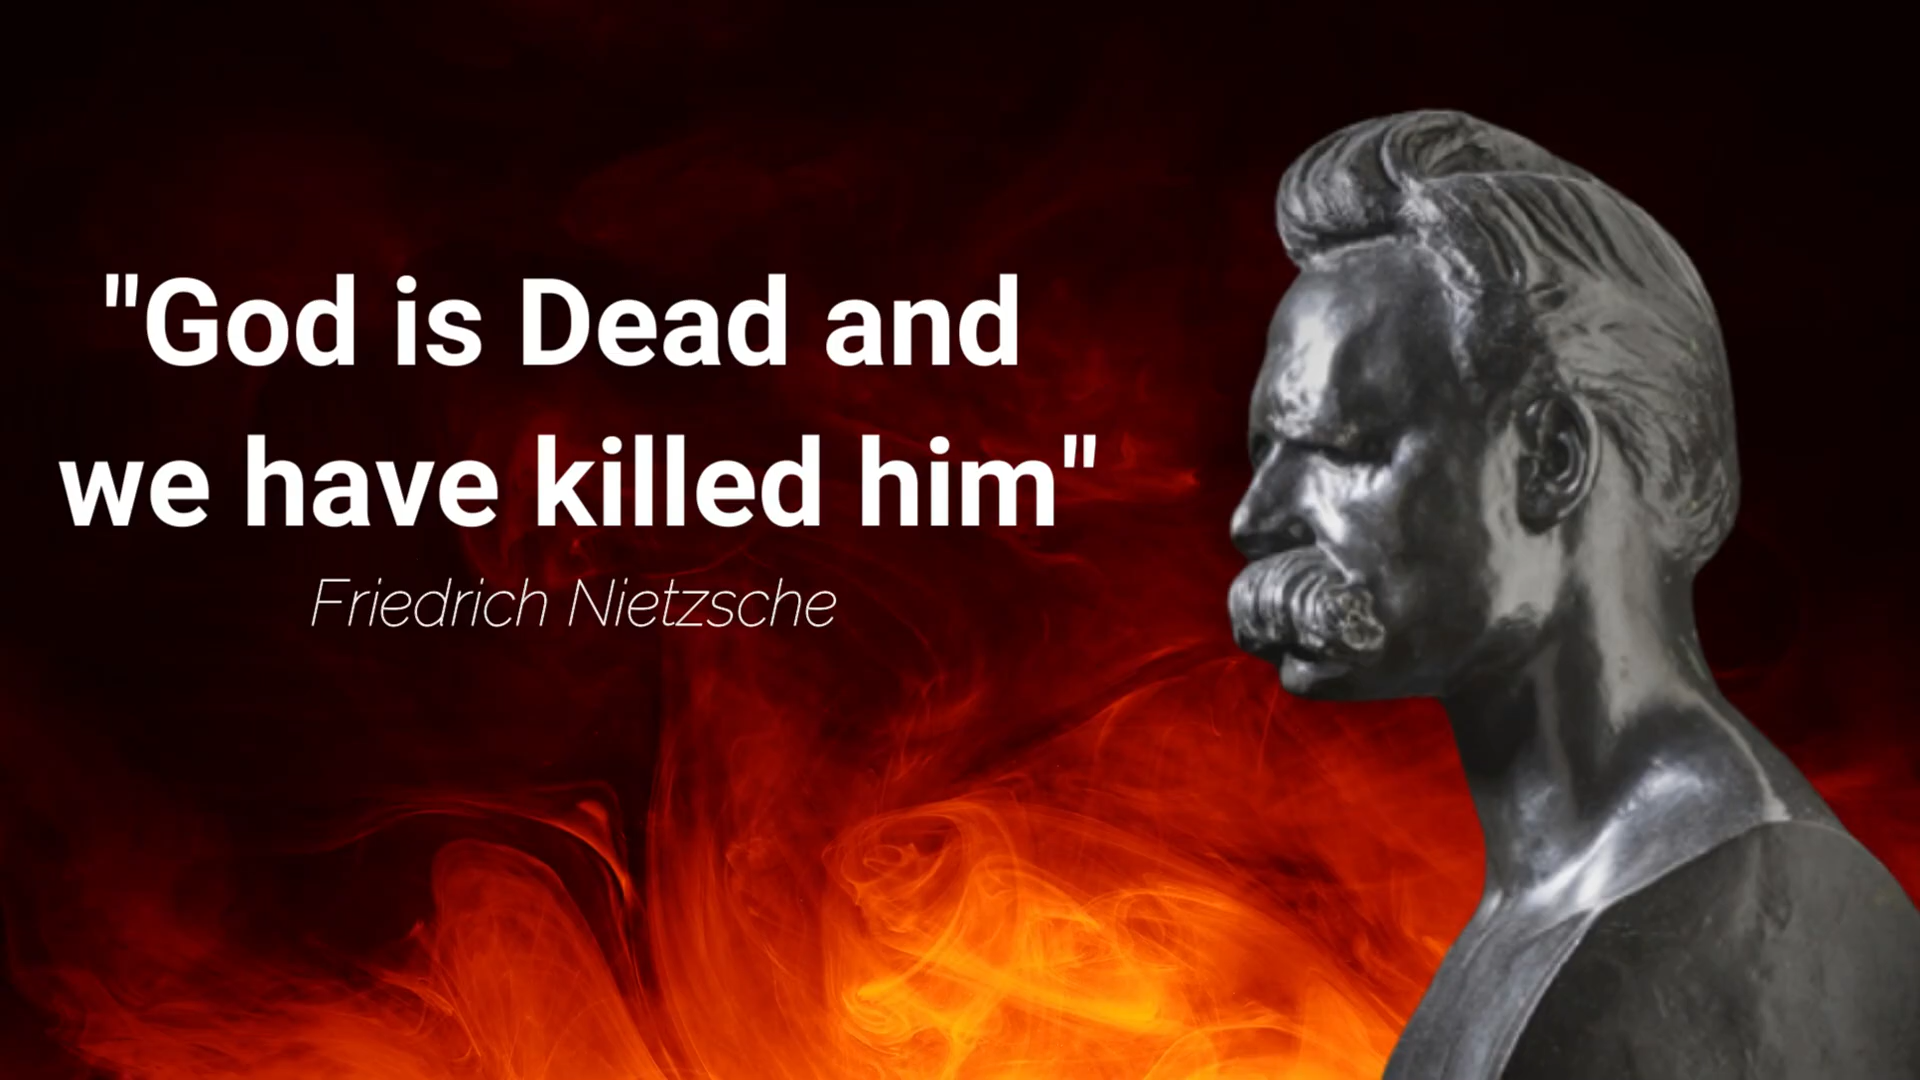 "God is Dead and
we have killed him"
Friedrich Nietzsche